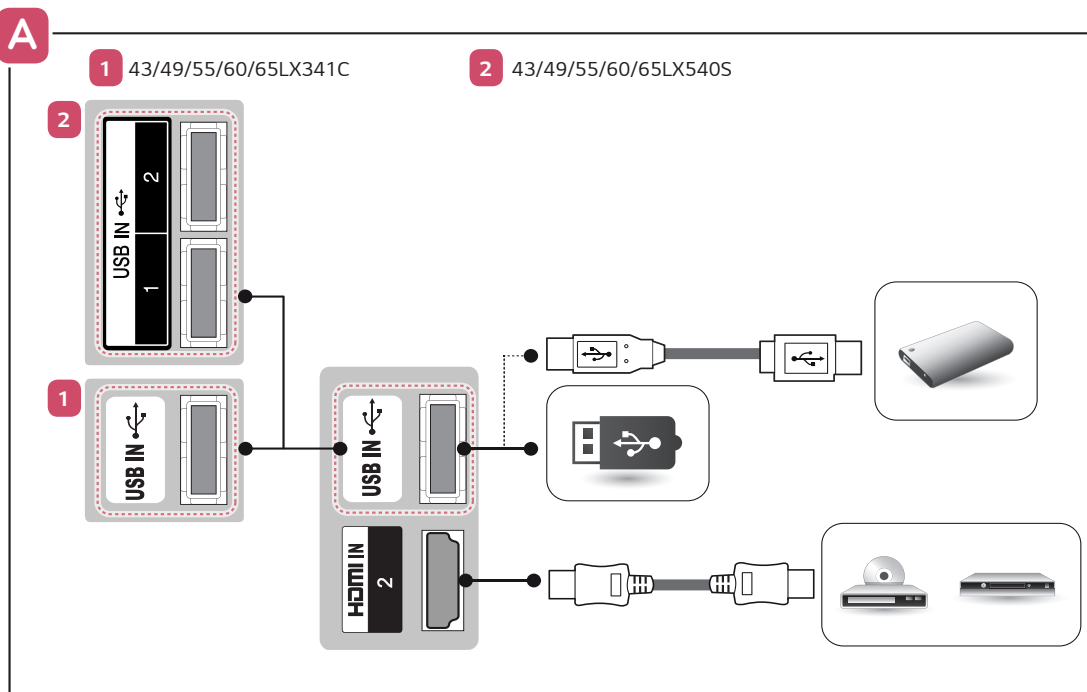 A
1 43/49/55/60/65LX341C
2 43/49/55/60/65LX540S
2
USB IN
1 2
1
USB IN
USB IN
HDMI IN
2